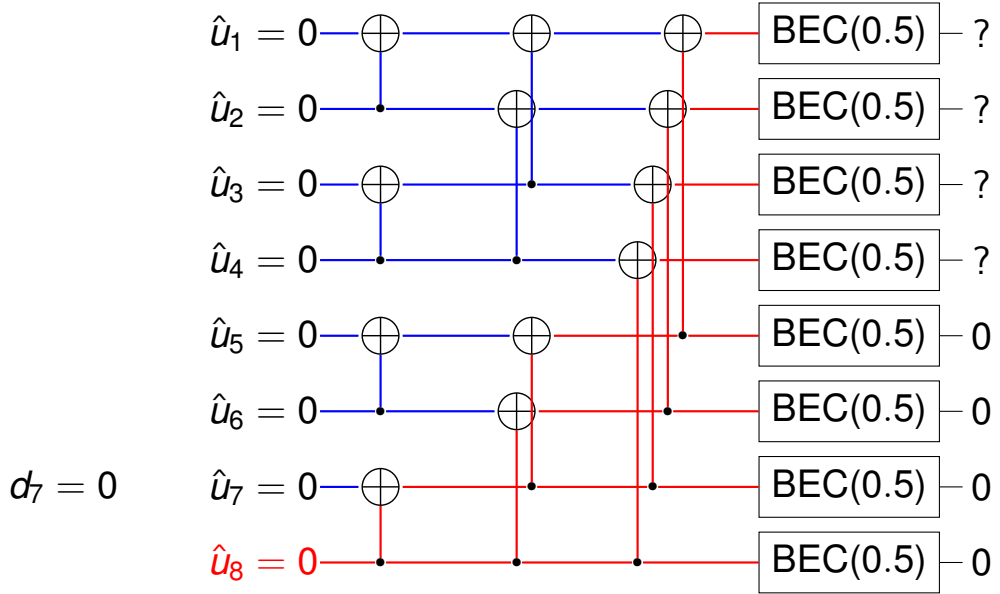 û₁ = 0 BEC(0.5) ?
û₂ = 0 BEC(0.5) ?
û₃ = 0 BEC(0.5) ?
û₄ = 0 BEC(0.5) ?
û₅ = 0 BEC(0.5) 0
û₆ = 0 BEC(0.5) 0
d₇ = 0 û₇ = 0 BEC(0.5) 0
û₈ = 0 BEC(0.5) 0